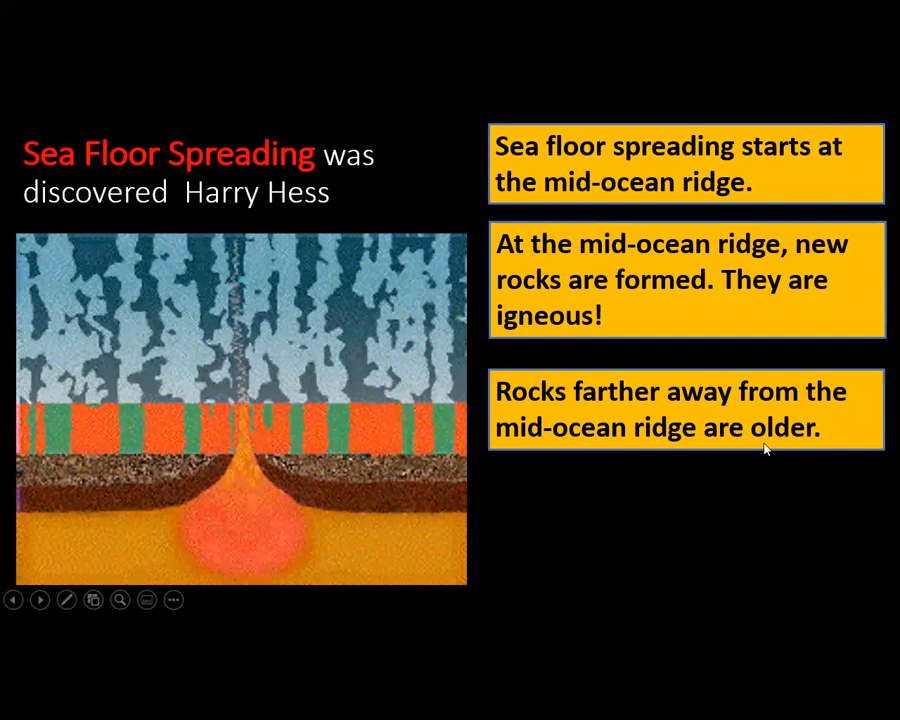 Sea Floor Spreading was
discovered Harry Hess
Sea floor spreading starts at
the mid-ocean ridge.
At the mid-ocean ridge, new
rocks are formed. They are
igneous!
Rocks farther away from the
mid-ocean ridge are older.